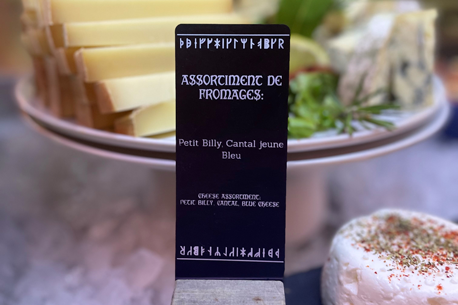 ASSORTIMENT DE
FROMAGES:
Petit Billy, Cantal jeune
Bleu
CHEESE ASSORTMENT:
PETIT BILLY, CANTAL, BLUE CHEESE